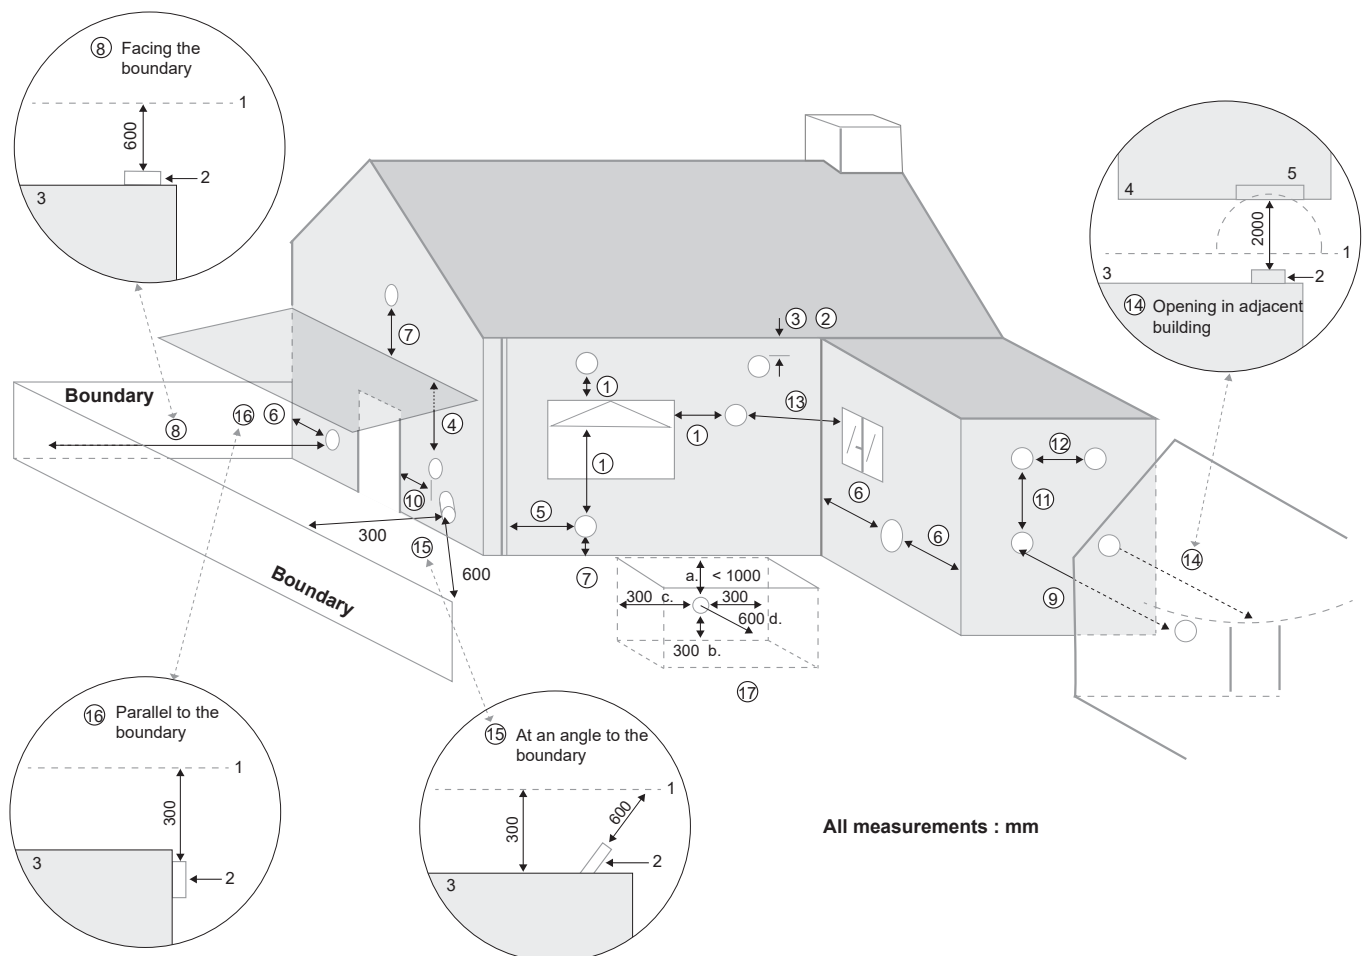 ⑧ Facing the
boundary
1
600
2
3
5
4
2000
1
3
2
⑭ Opening in adjacent
building
③ ②
⑦
①
⑬
Boundary
⑯ ⑥
⑧
④
①
⑫
①
⑥
⑩
⑤
⑪
⑥
300
⑮
⑭
600
⑦
a. < 1000
Boundary
300 c.
300
⑨
600 d.
300 b.
⑰
⑯ Parallel to the
boundary
1
300
3
2
⑮ At an angle to the
boundary
1
300
600
2
3
All measurements : mm